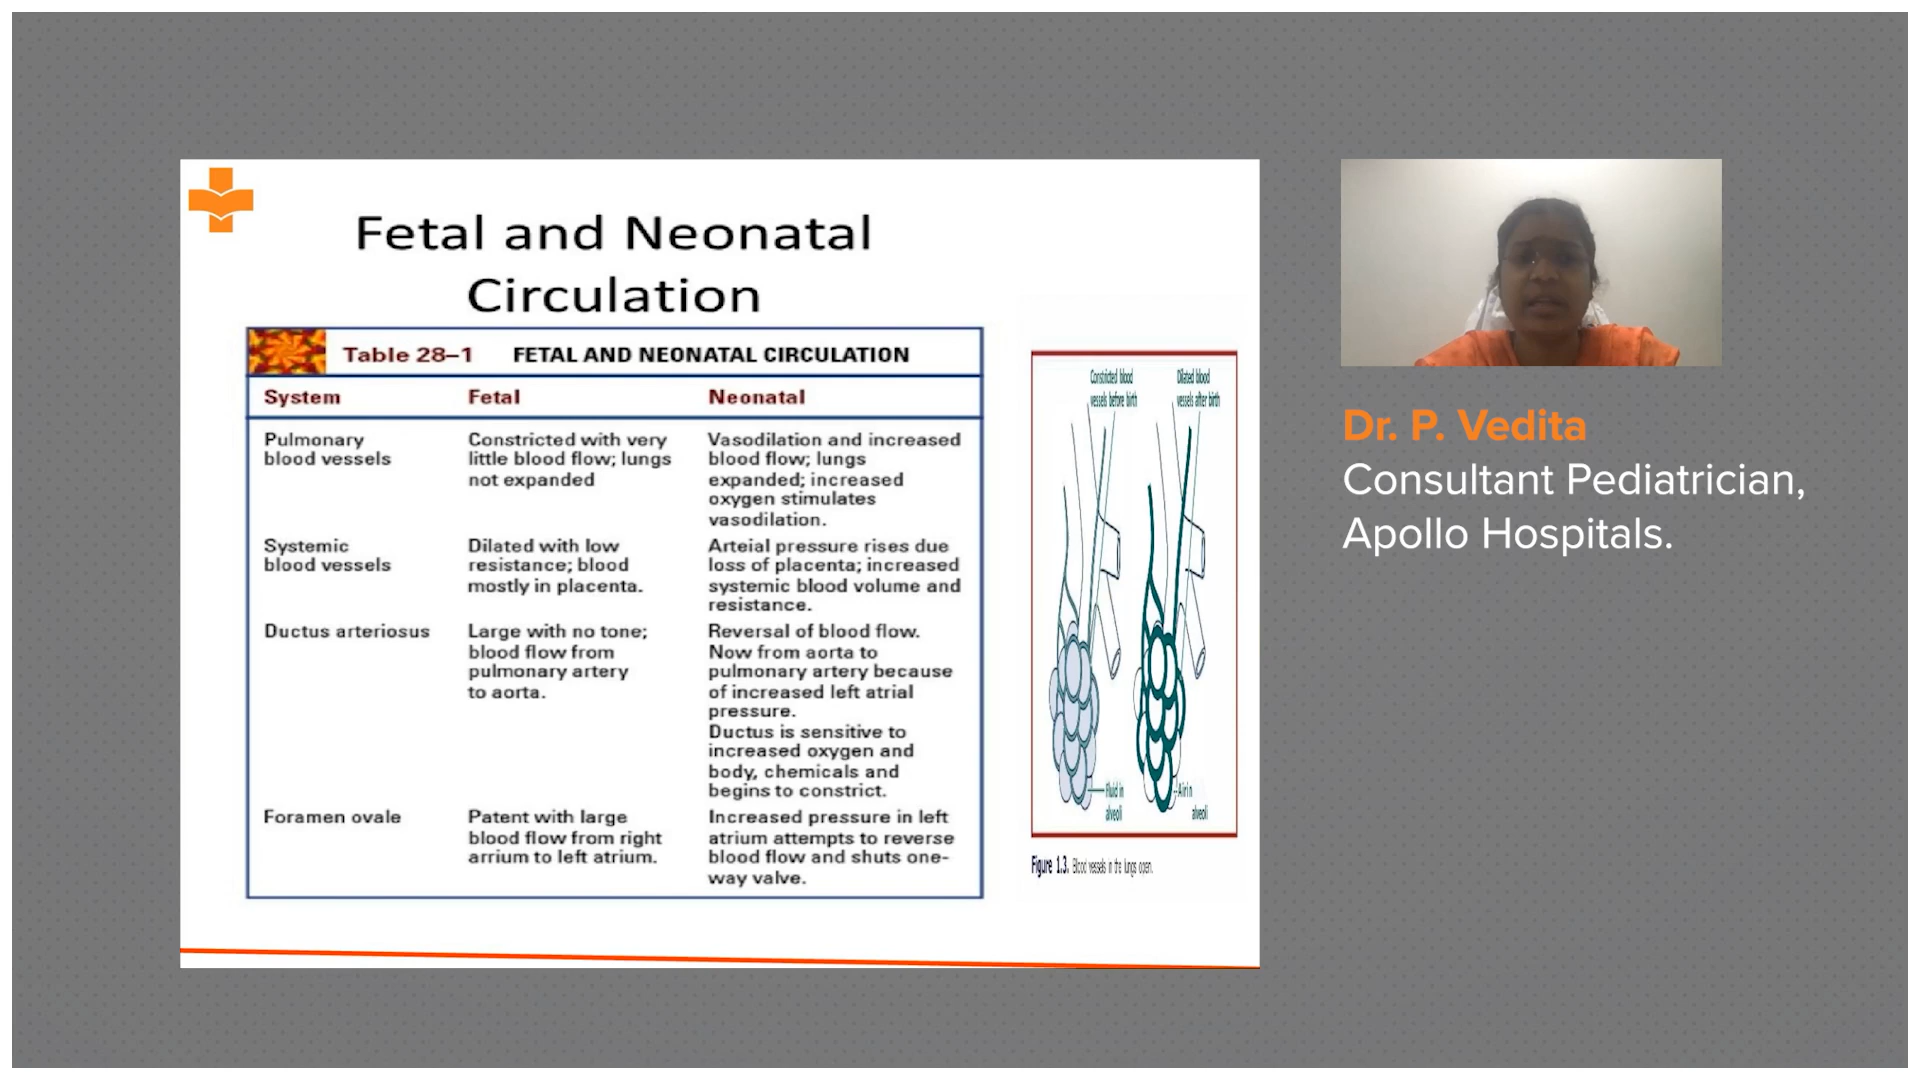 Fetal and Neonatal
Circulation
Table 28–1 FETAL AND NEONATAL CIRCULATION
System Fetal Neonatal
Pulmonary
blood vessels
Constricted with very
little blood flow; lungs
not expanded
Vasodilation and increased
blood flow; lungs
expanded; increased
oxygen stimulates
vasodilation.
Systemic
blood vessels
Dilated with low
resistance; blood
mostly in placenta.
Arteial pressure rises due
loss of placenta; increased
systemic blood volume and
resistance.
Ductus arteriosus
Large with no tone;
blood flow from
pulmonary artery
to aorta.
Reversal of blood flow.
Now from aorta to
pulmonary artery because
of increased left atrial
pressure.
Ductus is sensitive to
increased oxygen and
body, chemicals and
begins to constrict.
Foramen ovale
Patent with large
blood flow from right
arrium to left atrium.
Increased pressure in left
atrium attempts to reverse
blood flow and shuts one-
way valve.
Constricted blood
vessels before birth
Dilated blood
vessels after birth
Fluid in
alveoli
Air in
alveoli
Figure 1.3. Blood vessels in the lungs open.
Dr. P. Vedita
Consultant Pediatrician,
Apollo Hospitals.